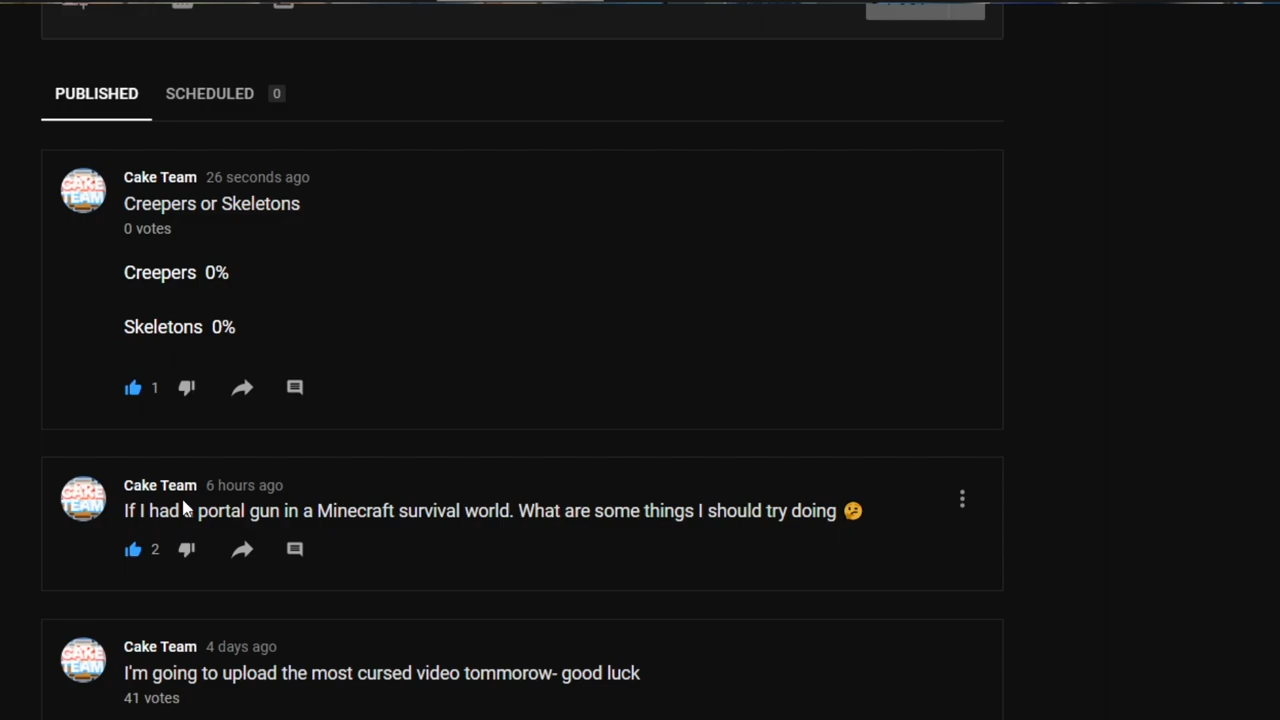 PUBLISHED SCHEDULED 0
Cake Team 26 seconds ago
Creepers or Skeletons
0 votes
Creepers 0%
Skeletons 0%
1
Cake Team 6 hours ago
If I had a portal gun in a Minecraft survival world. What are some things I should try doing 🤔
2
Cake Team 4 days ago
I'm going to upload the most cursed video tommorow- good luck
41 votes